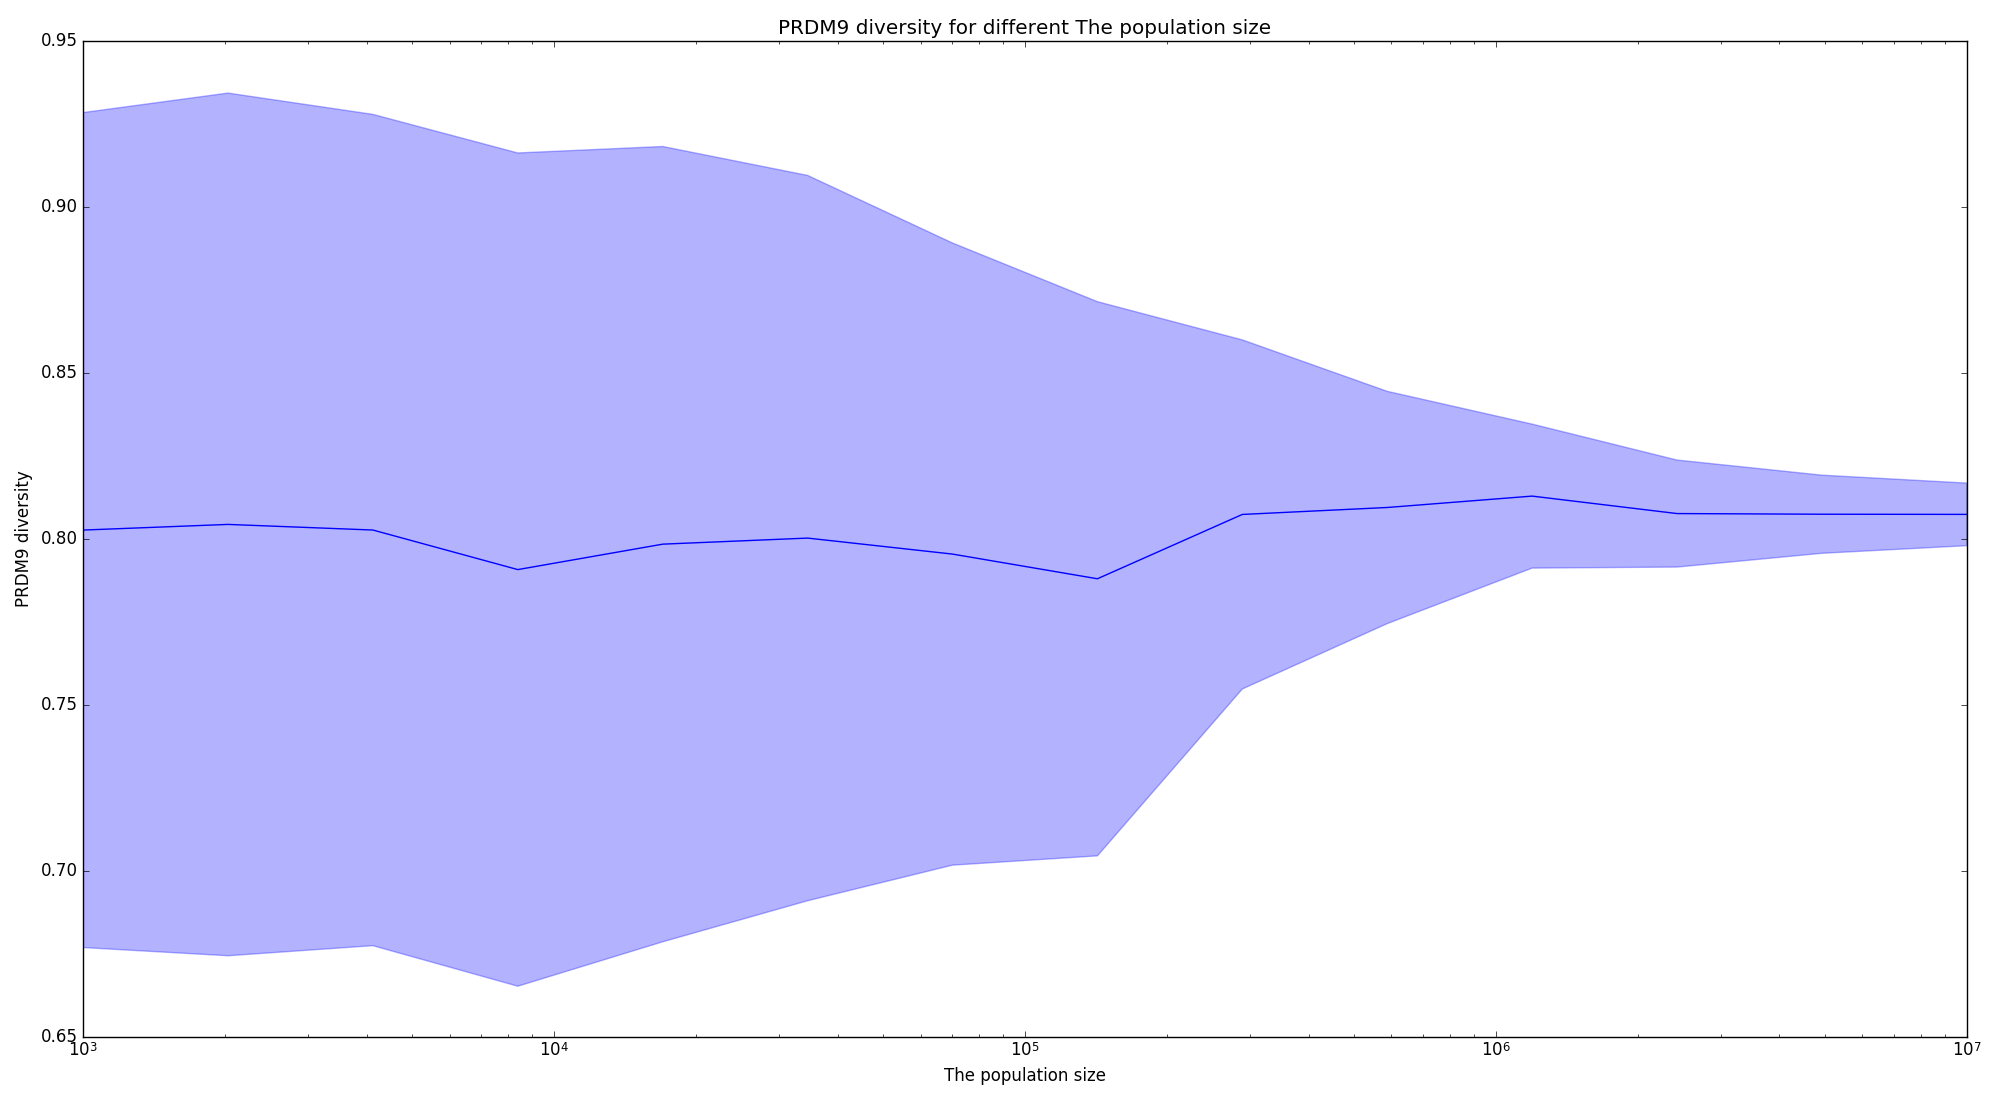 PRDM9 diversity for different The population size
0.95
0.90
0.85
0.80
0.75
0.70
0.65
PRDM9 diversity
10³ 10⁴ 10⁵ 10⁶ 10⁷
The population size